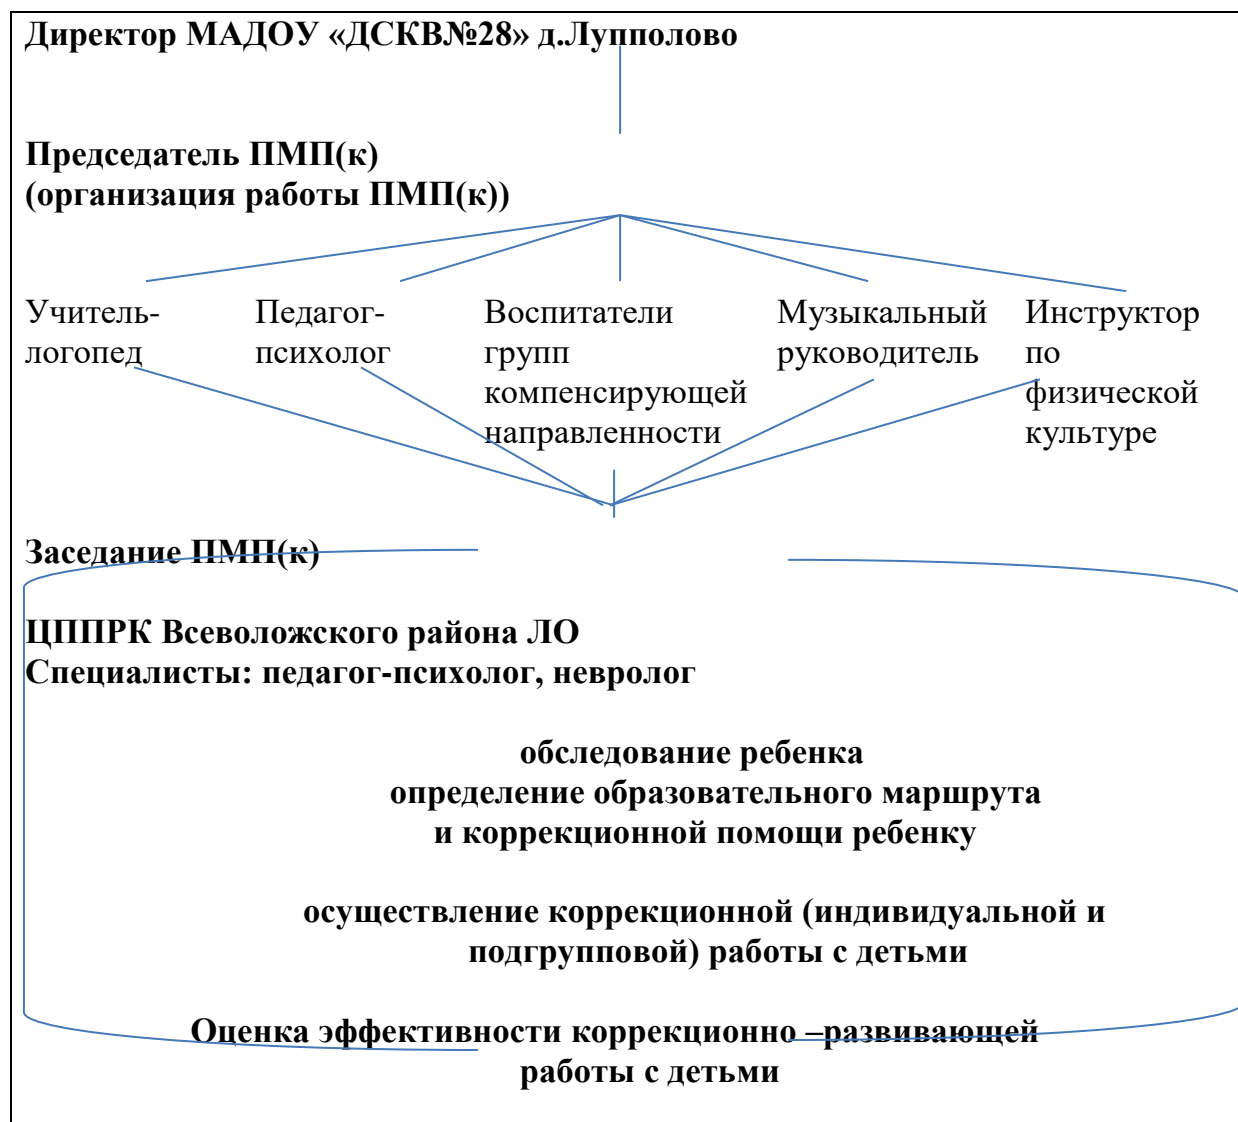 Директор МАДОУ «ДСКВ№28» д.Лупполово
Председатель ПМП(к)
(организация работы ПМП(к))
Учитель-
логопед
Педагог-
психолог
Воспитатели
групп
компенсирующей
направленности
Музыкальный
руководитель
Инструктор
по
физической
культуре
Заседание ПМП(к)
ЦППРК Всеволожского района ЛО
Специалисты: педагог-психолог, невролог
обследование ребенка
определение образовательного маршрута
и коррекционной помощи ребенку
осуществление коррекционной (индивидуальной и
подгрупповой) работы с детьми
Оценка эффективности коррекционно –развивающей
работы с детьми